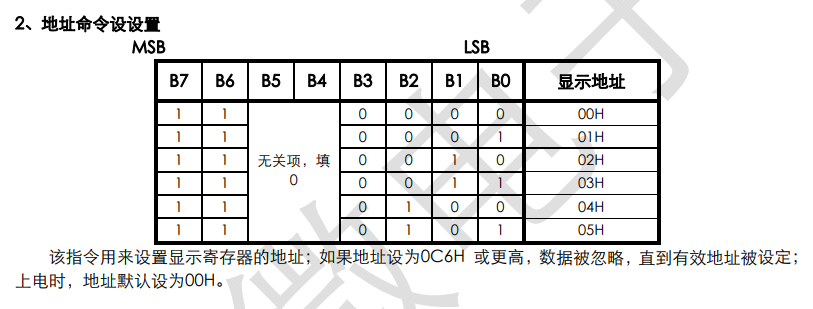 2、地址命令设设置
MSB LSB
B7 B6 B5 B4 B3 B2 B1 B0 显示地址
1 1 无关项，填0 0 0 0 0 00H
1 1 0 0 0 1 01H
1 1 0 0 1 0 02H
1 1 0 0 1 1 03H
1 1 0 1 0 0 04H
1 1 0 1 0 1 05H
该指令用来设置显示寄存器的地址；如果地址设为0C6H 或更高，数据被忽略，直到有效地址被设定；
上电时，地址默认设为00H。
微电子